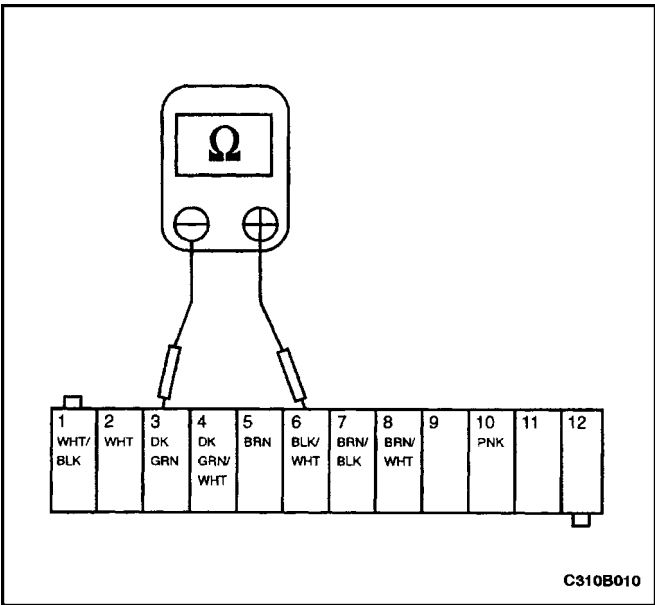 Ω
1 2 3 4 5 6 7 8 9 10 11 12
WHT/ WHT DK DK BRN BLK/ BRN/ BRN/ PNK
BLK GRN GRN/ WHT BLK WHT
WHT
C310B010